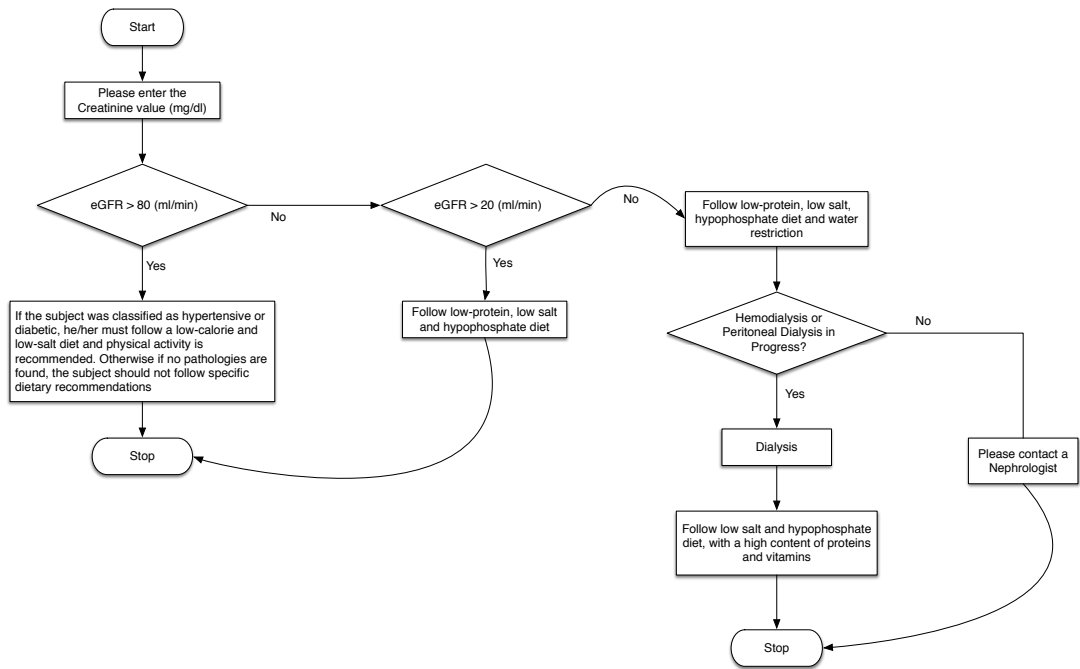 Start
Please enter the
Creatinine value (mg/dl)
eGFR > 80 (ml/min)
No
eGFR > 20 (ml/min)
No
Follow low-protein, low salt,
hypophosphate diet and water
restriction
Yes
If the subject was classified as hypertensive or
diabetic, he/her must follow a low-calorie and
low-salt diet and physical activity is
recommended. Otherwise if no pathologies are
found, the subject should not follow specific
dietary recommendations
Stop
Yes
Follow low-protein, low salt
and hypophosphate diet
Hemodialysis or
Peritoneal Dialysis in
Progress?
No
Yes
Dialysis
Please contact a
Nephrologist
Follow low salt and hypophosphate
diet, with a high content of proteins
and vitamins
Stop